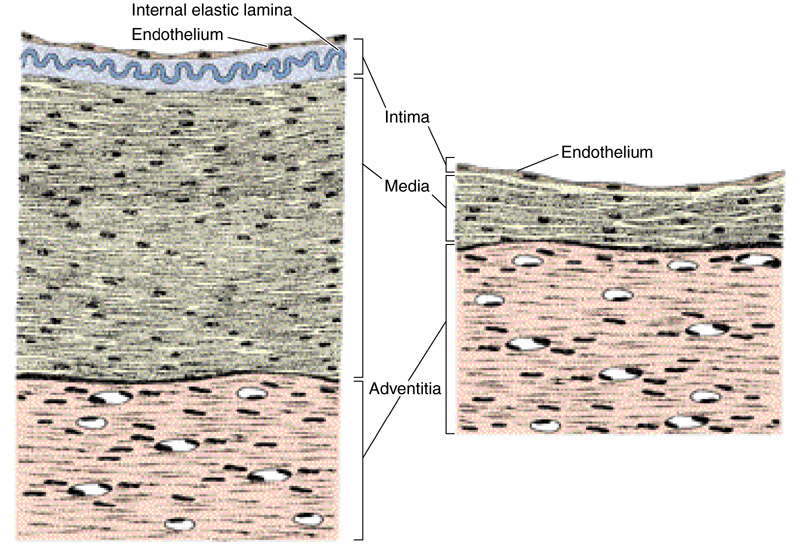 Internal elastic lamina
Endothelium
Intima
Endothelium
Media
Adventitia